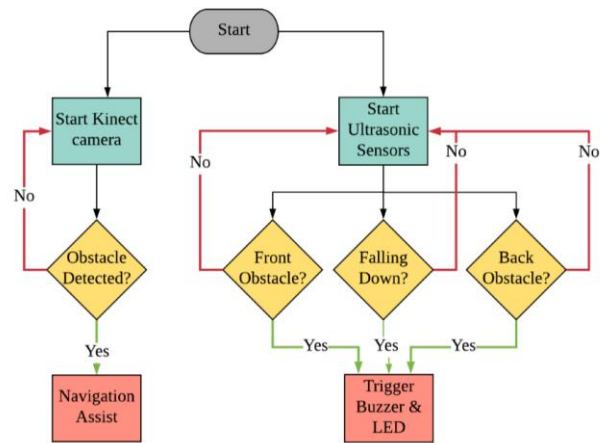 Start
Start Kinect
camera
Start
Ultrasonic
Sensors
No
No
No
No
Obstacle
Detected?
Front
Obstacle?
Falling
Down?
Back
Obstacle?
Yes
Yes
Yes
Yes
Navigation
Assist
Trigger
Buzzer &
LED